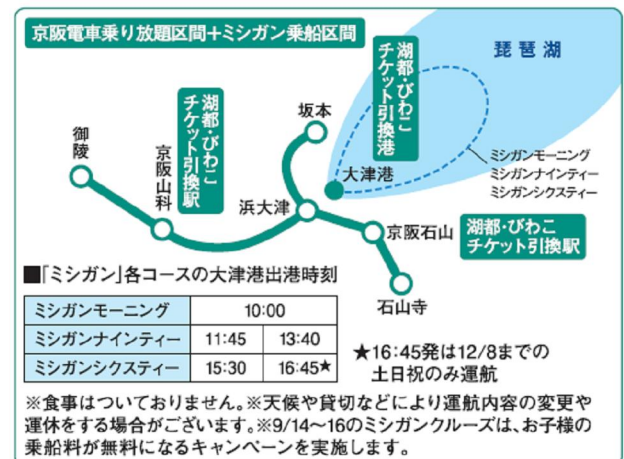 京阪電車乗り放題区間+ミシガン乗船区間
琵琶湖
湖都・びわこ
チケット引換港
坂本
湖都・びわこ
チケット引換駅
御陵
京阪山科
ミシガンモーニング
ミシガンナインティー
ミシガンシクスティー
大津港
浜大津
京阪石山
湖都・びわこ
チケット引換駅
石山寺
■「ミシガン」各コースの大津港出港時刻
ミシガンモーニング 10:00
ミシガンナインティー 11:45 13:40
ミシガンシクスティー 15:30 16:45★
★16:45発は12/8までの
土日祝のみ運航
※食事はついておりません。※天候や貸切などにより運航内容の変更や
運休をする場合がございます。※9/14〜16のミシガンクルーズは、お子様の
乗船料が無料になるキャンペーンを実施します。